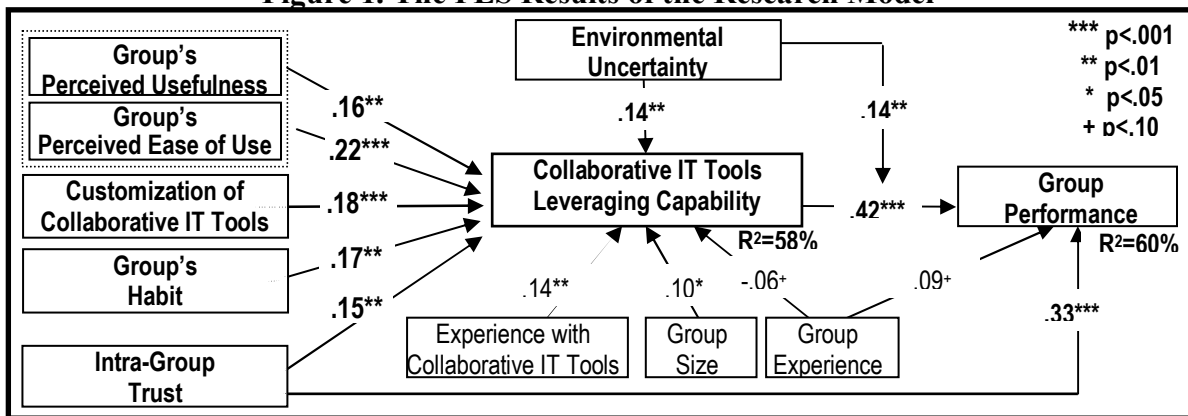 Figure 1. The PLS Results of the Research Model
Group's
Perceived Usefulness
Group's
Perceived Ease of Use
Customization of
Collaborative IT Tools
Group's
Habit
Intra-Group
Trust
.16**
.22***
.18***
.17**
.15**
Environmental
Uncertainty
.14**
.14**
Collaborative IT Tools
Leveraging Capability
R²=58%
.42***
Group
Performance
R²=60%
.14**
.10*
-.06+
.09+
.33***
Experience with
Collaborative IT Tools
Group
Size
Group
Experience
*** p<.001
** p<.01
* p<.05
+ p<.10